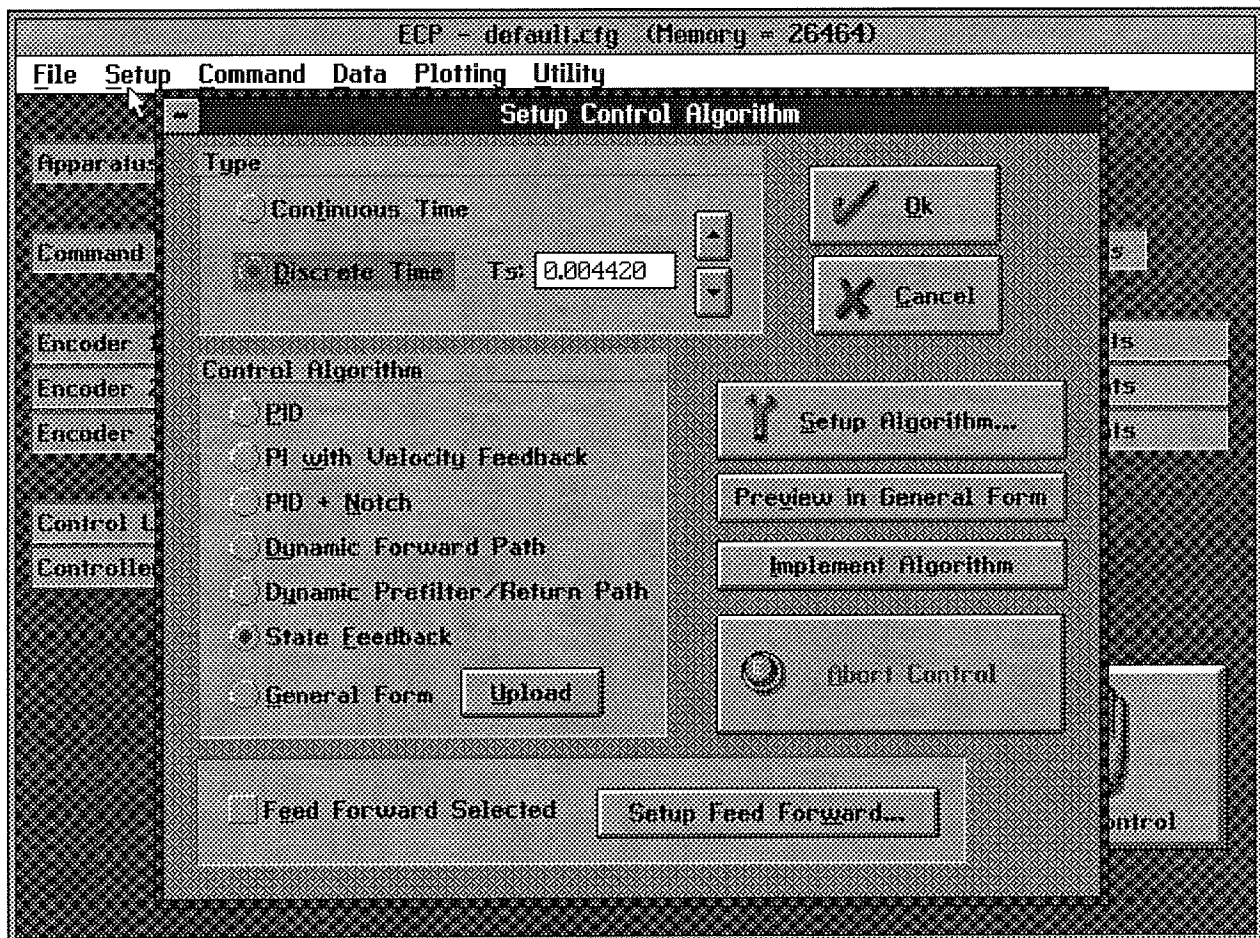 ECP - default.cfg (Memory = 26464)
File Setup Command Data Plotting Utility
Setup Control Algorithm
Apparatus
Type
Continuous Time
Ok
Command
Discrete Time Ts: 0.004420
Cancel
Encoder
Encoder 2
Encoder 3
Control Algorithm
PID
Setup Algorithm...
PI with Velocity Feedback
Preview in General Form
PID + Notch
Control L
Dynamic Forward Path
Implement Algorithm
Controller
Dynamic Prefilter/Return Path
State Feedback
Abort Control
General Form Upload
Feed Forward Selected Setup Feed Forward...
ontrol